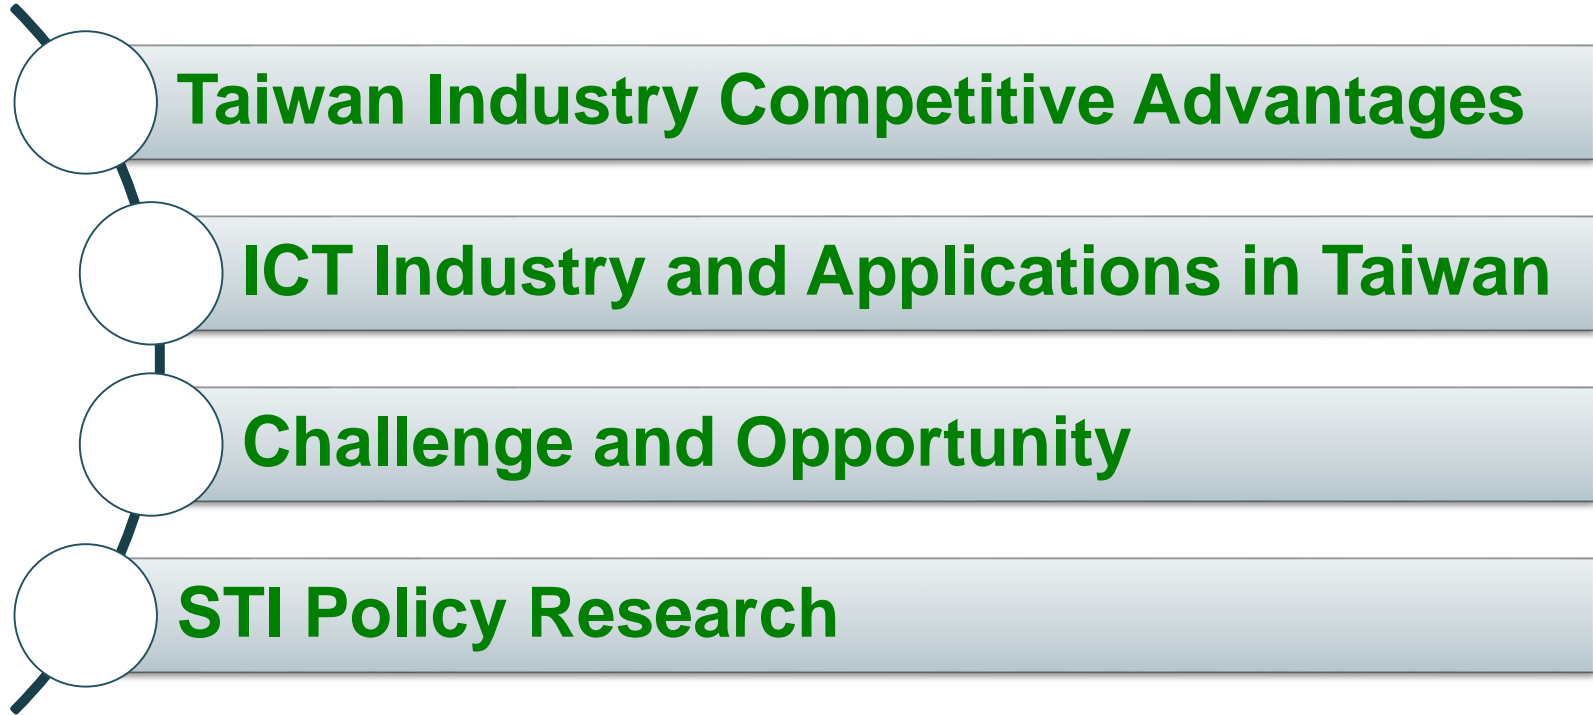 Taiwan Industry Competitive Advantages
ICT Industry and Applications in Taiwan
Challenge and Opportunity
STI Policy Research